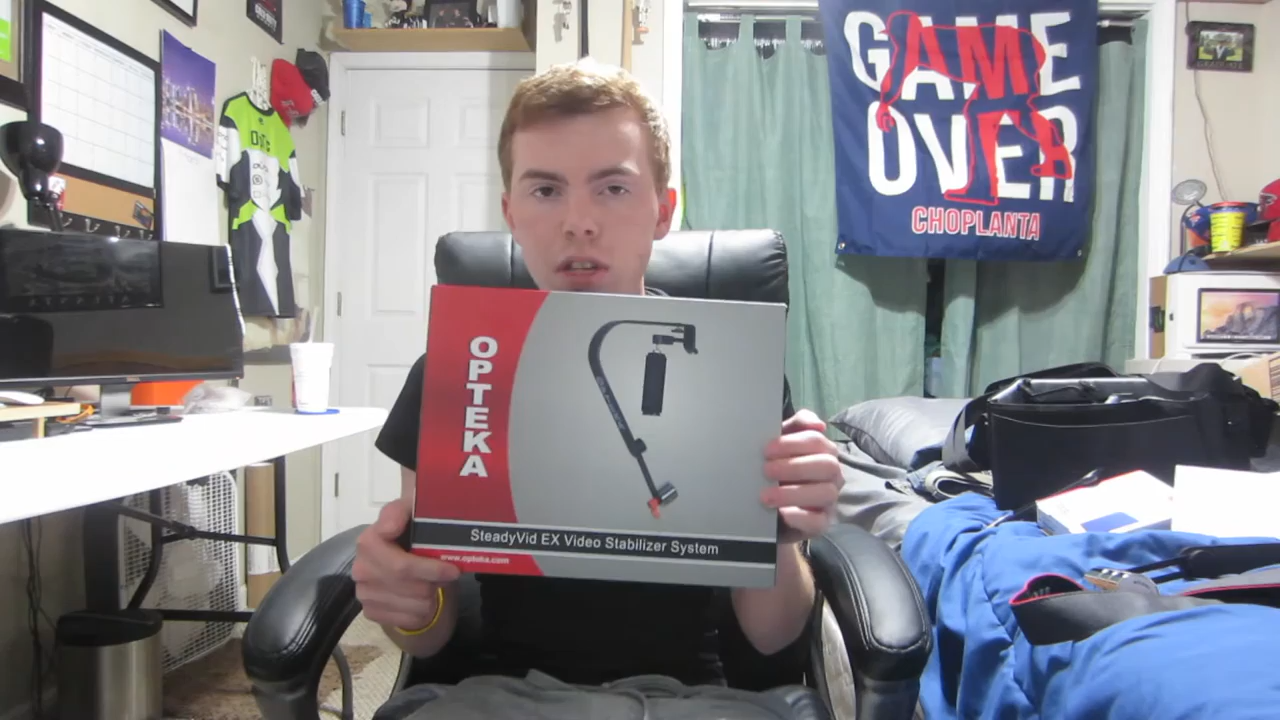 GAME
OVER
CHOPLANTA
OPTEKA
SteadyVid EX Video Stabilizer System
www.opteka.com